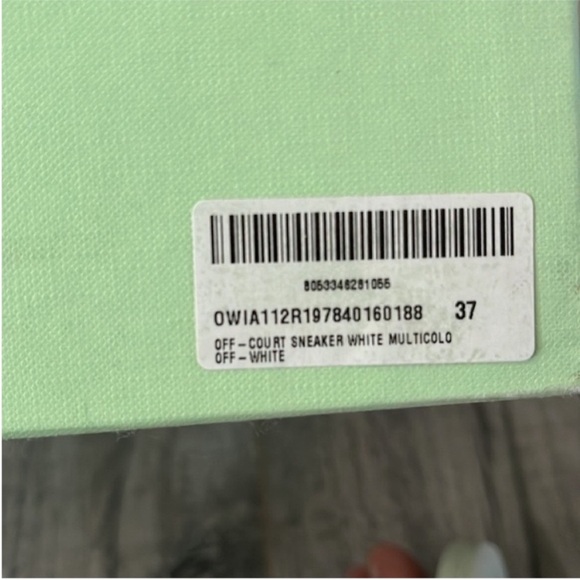 8053346281055
OWIA112R197840160188 37
OFF-COURT SNEAKER WHITE MULTICOLO
OFF-WHITE